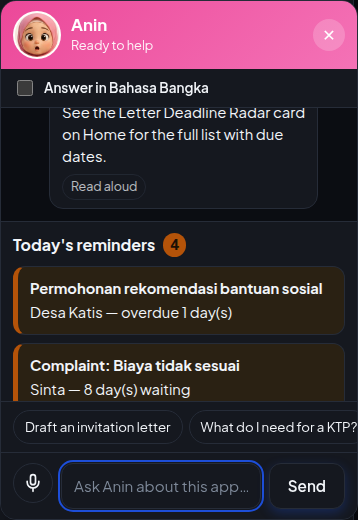 Anin
Ready to help
Answer in Bahasa Bangka
See the Letter Deadline Radar card
on Home for the full list with due
dates.
Read aloud
Today's reminders 4
Permohonan rekomendasi bantuan sosial
Desa Katis — overdue 1 day(s)
Complaint: Biaya tidak sesuai
Sinta — 8 day(s) waiting
Draft an invitation letter
What do I need for a KTP?
Ask Anin about this app...
Send